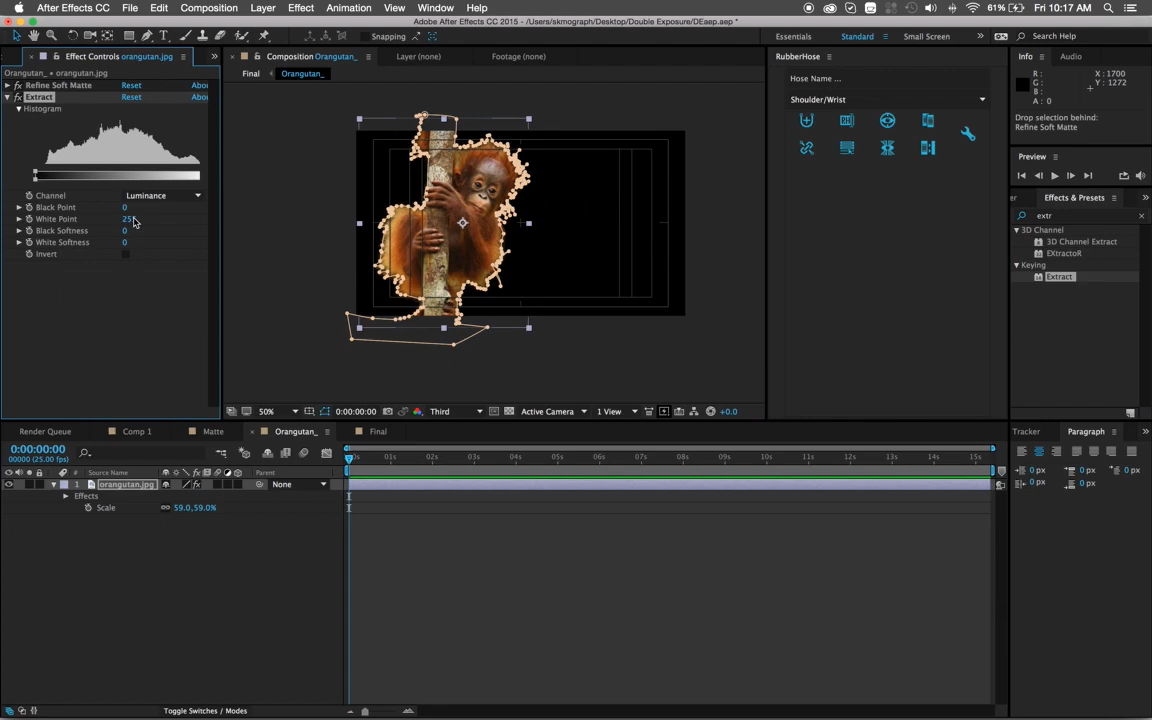 After Effects CC File Edit Composition Layer Effect Animation View Window Help 61% Fri 10:17 AM
Adobe After Effects CC 2015 - /Users/skmograph/Desktop/Double Exposure/DEaep.aep *
Snapping Essentials Standard Small Screen Search Help
Effect Controls orangutan.jpg
Orangutan_ • orangutan.jpg
fx Refine Soft Matte Reset Abou
fx Extract Reset Abou
Histogram
Channel Luminance
Black Point 0
White Point 255
Black Softness 0
White Softness 0
Invert
Composition Orangutan_ Layer (none) Footage (none)
Final Orangutan_
50% 0:00:00:00 Third Active Camera 1 View +0.0
RubberHose
Hose Name ...
Shoulder/Wrist
Info Audio
R : X : 1700
G : Y : 1272
B :
A : 0
Drop selection behind:
Refine Soft Matte
Preview
Effects & Presets
extr
3D Channel
3D Channel Extract
EXtractoR
Keying
Extract
Render Queue Comp 1 Matte Orangutan_ Final
0:00:00:00
00000 (25.00 fps)
# Source Name Parent
01s 02s 03s 04s 05s 06s 07s 08s 09s 10s 11s 12s 13s 14s 15s
1 orangutan.jpg None
Effects
Scale 59.0,59.0%
Toggle Switches / Modes
Tracker Paragraph
0 px 0 px 0 px
0 px 0 px